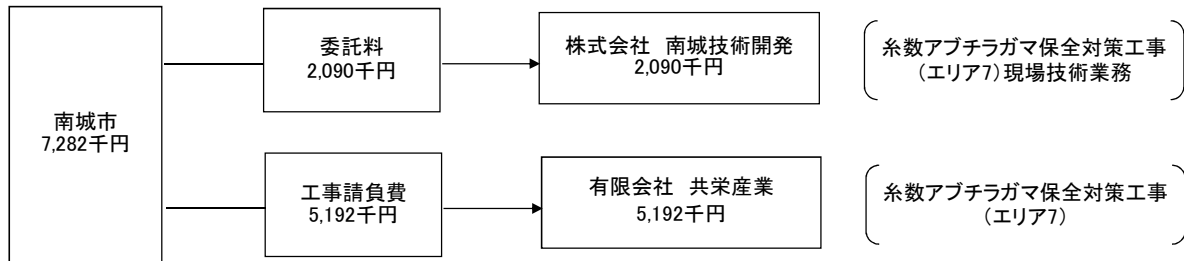 南城市
7,282千円
委託料
2,090千円
株式会社　南城技術開発
2,090千円
糸数アブチラガマ保全対策工事
（エリア7）現場技術業務
工事請負費
5,192千円
有限会社　共栄産業
5,192千円
糸数アブチラガマ保全対策工事
（エリア7）